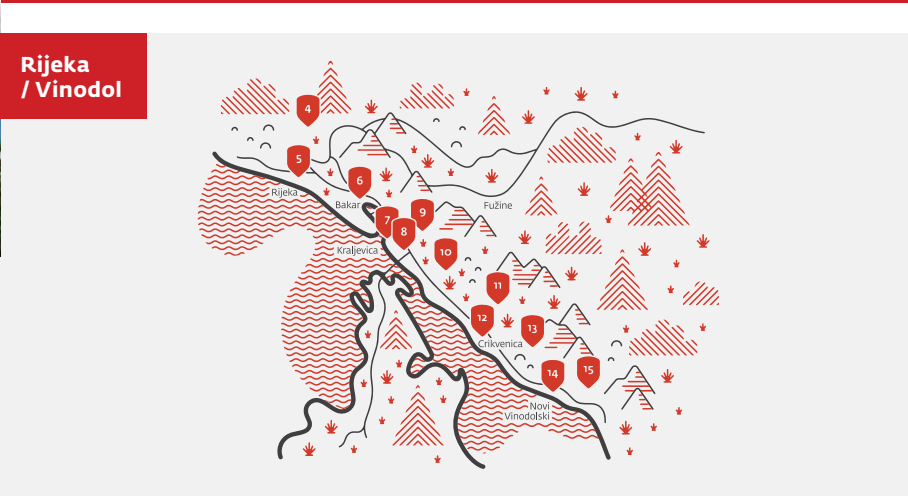 Rijeka
/ Vinodol
4
5
Rijeka
6
Bakar
7
8
9
Fužine
Kraljevica
10
11
12
13
Crikvenica
14
15
Novi
Vinodolski